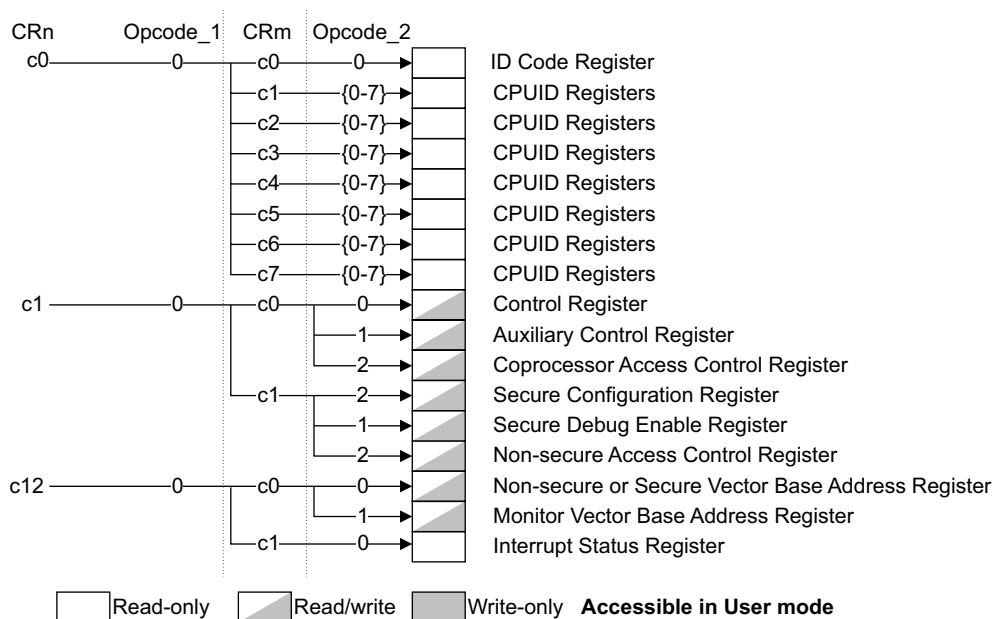 CRn Opcode_1 CRm Opcode_2
c0 0 c0 0 ID Code Register
c1 {0-7} CPUID Registers
c2 {0-7} CPUID Registers
c3 {0-7} CPUID Registers
c4 {0-7} CPUID Registers
c5 {0-7} CPUID Registers
c6 {0-7} CPUID Registers
c7 {0-7} CPUID Registers
c1 0 c0 0 Control Register
1 Auxiliary Control Register
2 Coprocessor Access Control Register
c1 2 Secure Configuration Register
1 Secure Debug Enable Register
2 Non-secure Access Control Register
c12 0 c0 0 Non-secure or Secure Vector Base Address Register
1 Monitor Vector Base Address Register
c1 0 Interrupt Status Register
Read-only Read/write Write-only Accessible in User mode